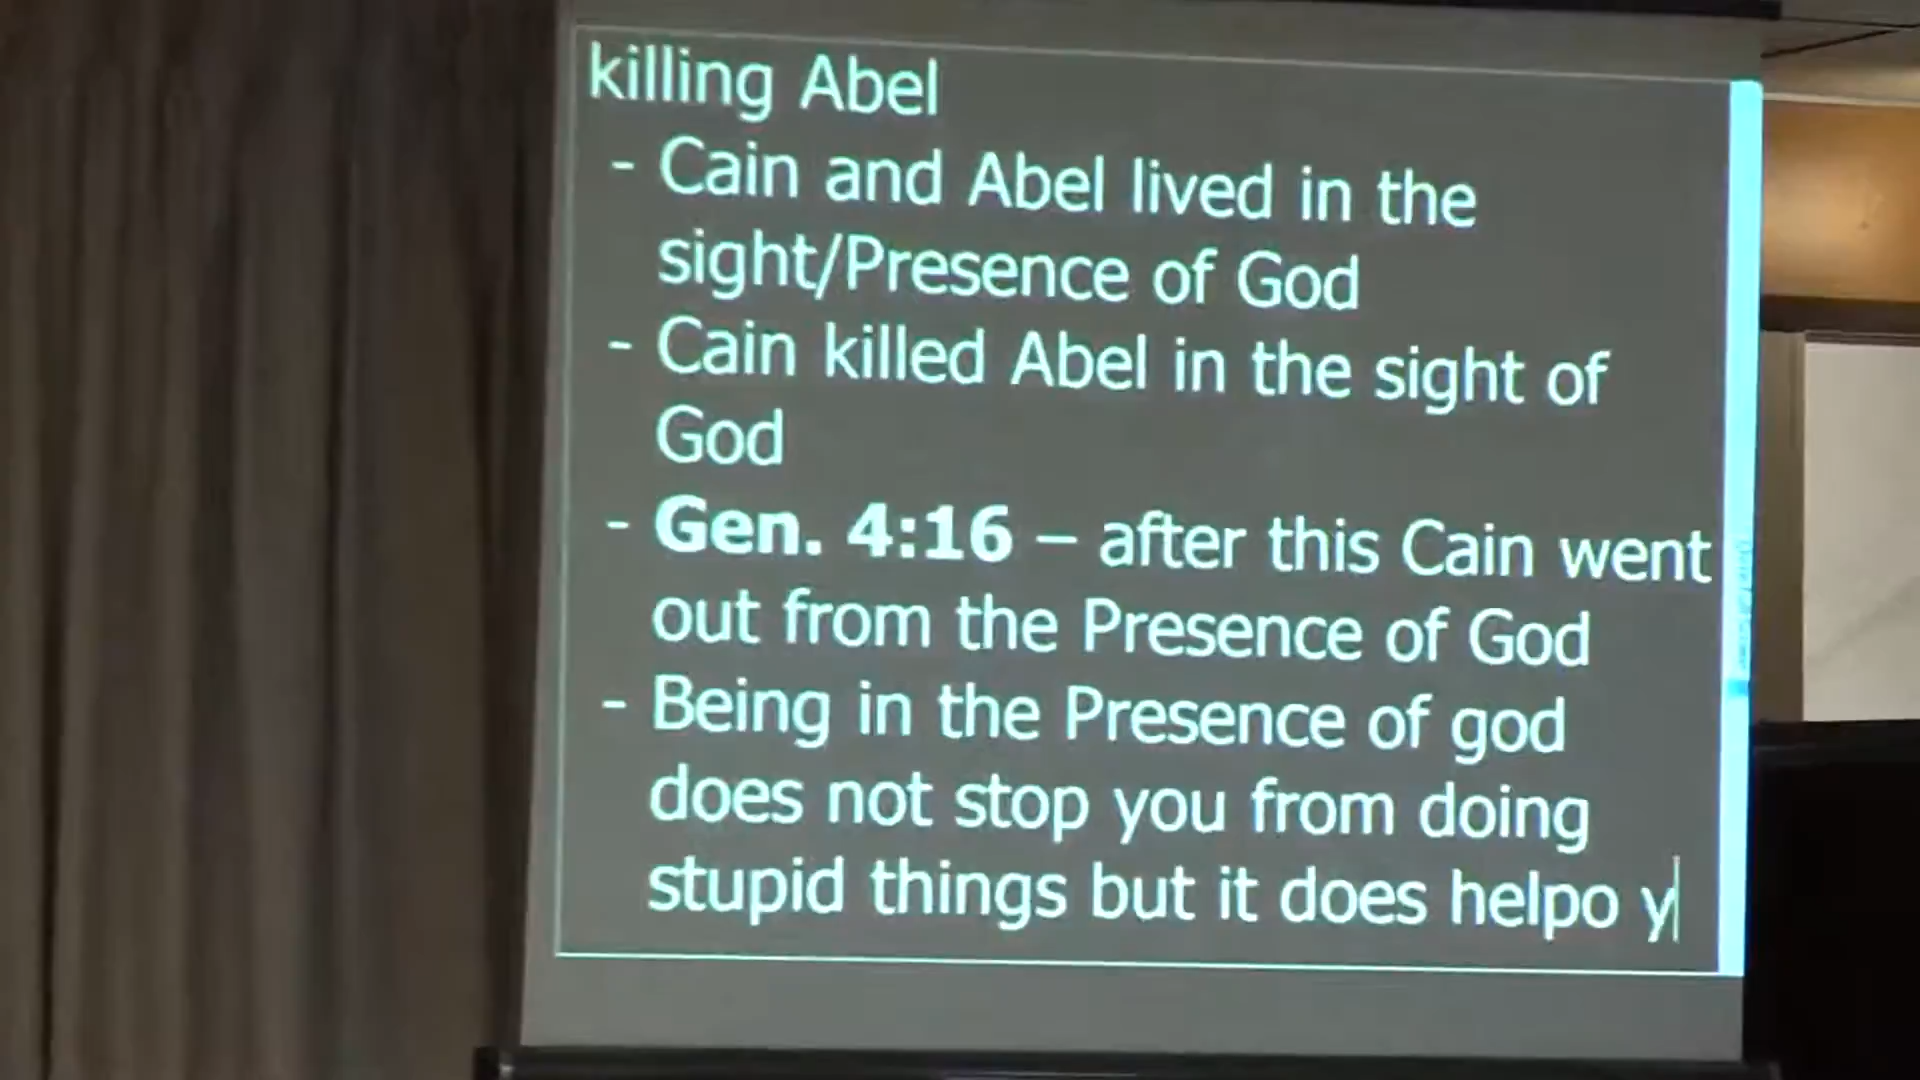 killing Abel
- Cain and Abel lived in the
sight/Presence of God
- Cain killed Abel in the sight of
God
- Gen. 4:16 – after this Cain went
out from the Presence of God
- Being in the Presence of god
does not stop you from doing
stupid things but it does helpo y